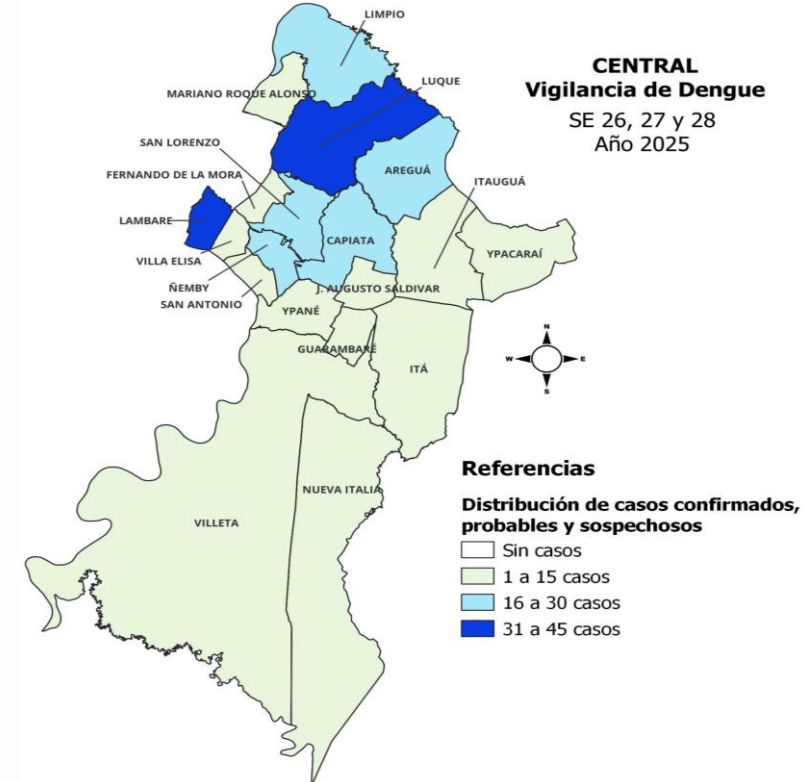 LIMPIO
CENTRAL
Vigilancia de Dengue
SE 26, 27 y 28
Año 2025
LUQUE
MARIANO ROQUE ALONSO
SAN LORENZO
AREGUÁ
FERNANDO DE LA MORA
ITAUGUÁ
LAMBARE
CAPIATA
YPACARAÍ
VILLA ELISA
ÑEMBY
J. AUGUSTO SALDIVAR
SAN ANTONIO
YPANÉ
GUARAMBARÉ
ITÁ
N
W
E
S
NUEVA ITALIA
VILLETA
Referencias
Distribución de casos confirmados,
probables y sospechosos
Sin casos
1 a 15 casos
16 a 30 casos
31 a 45 casos